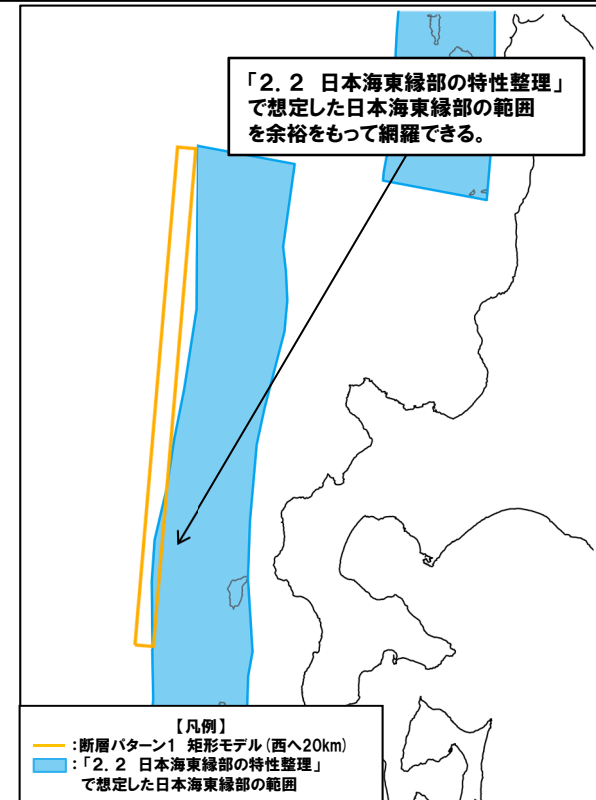 「2.2 日本海東縁部の特性整理」
で想定した日本海東縁部の範囲
を余裕をもって網羅できる。
【凡例】
:断層パターン1 矩形モデル(西へ20km)
:「2.2 日本海東縁部の特性整理」
で想定した日本海東縁部の範囲